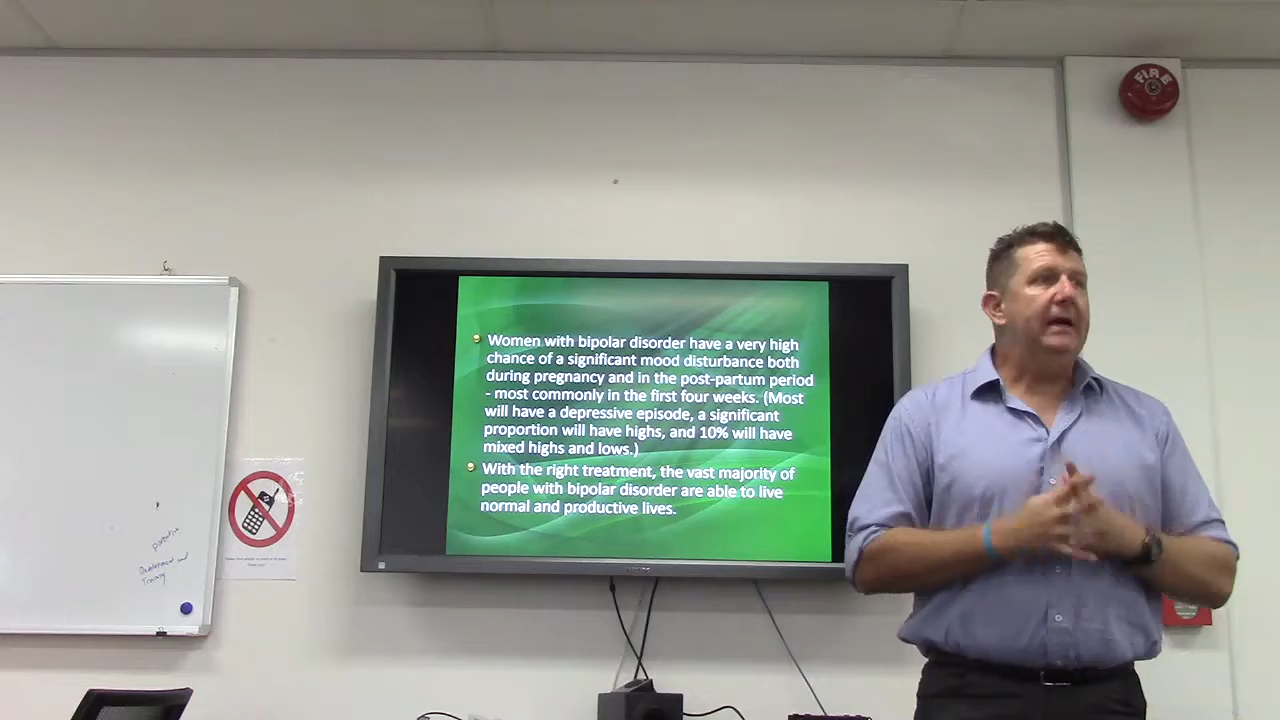 FIRE
Women with bipolar disorder have a very high
chance of a significant mood disturbance both
during pregnancy and in the post-partum period
- most commonly in the first four weeks. (Most
will have a depressive episode, a significant
proportion will have highs, and 10% will have
mixed highs and lows.)
With the right treatment, the vast majority of
people with bipolar disorder are able to live
normal and productive lives.
Development and
Training